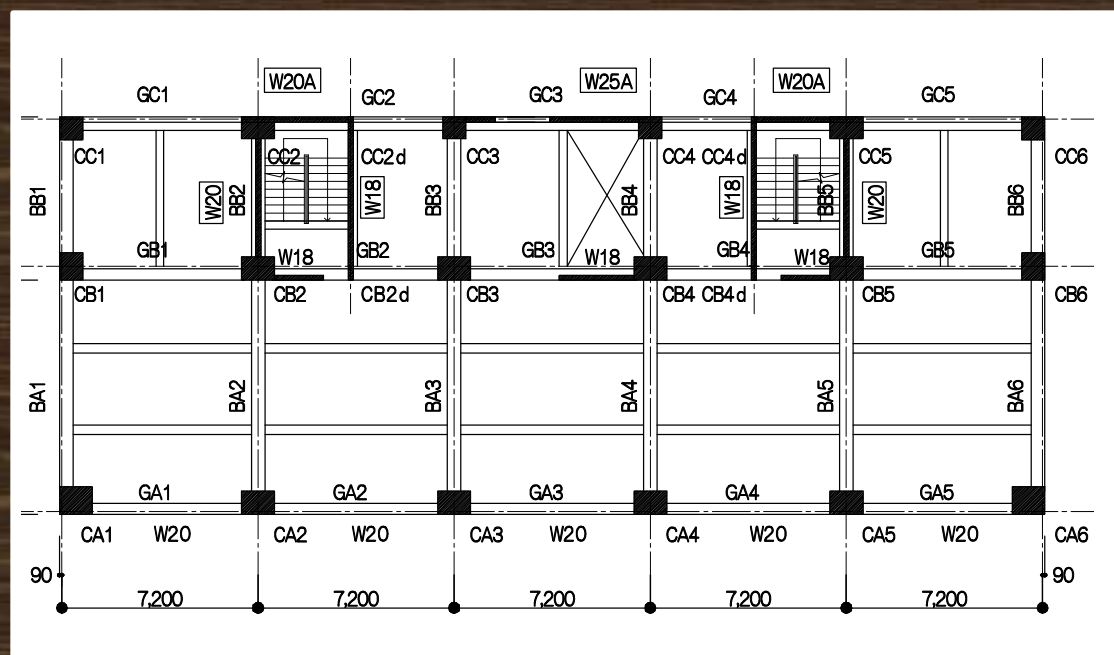 W20A W25A W20A
GC1 GC2 GC3 GC4 GC5
CC1 CC2 CC2d CC3 CC4 CC4d CC5 CC6
BB1 W20 BB2 W18 BB3 BB4 W18 BB5 W20 BB6
GB1 W18 GB2 GB3 W18 GB4 W18 GB5
CB1 CB2 CB2d CB3 CB4 CB4d CB5 CB6
BA1 BA2 BA3 BA4 BA5 BA6
GA1 GA2 GA3 GA4 GA5
CA1 W20 CA2 W20 CA3 W20 CA4 W20 CA5 W20 CA6
90 90
7,200 7,200 7,200 7,200 7,200